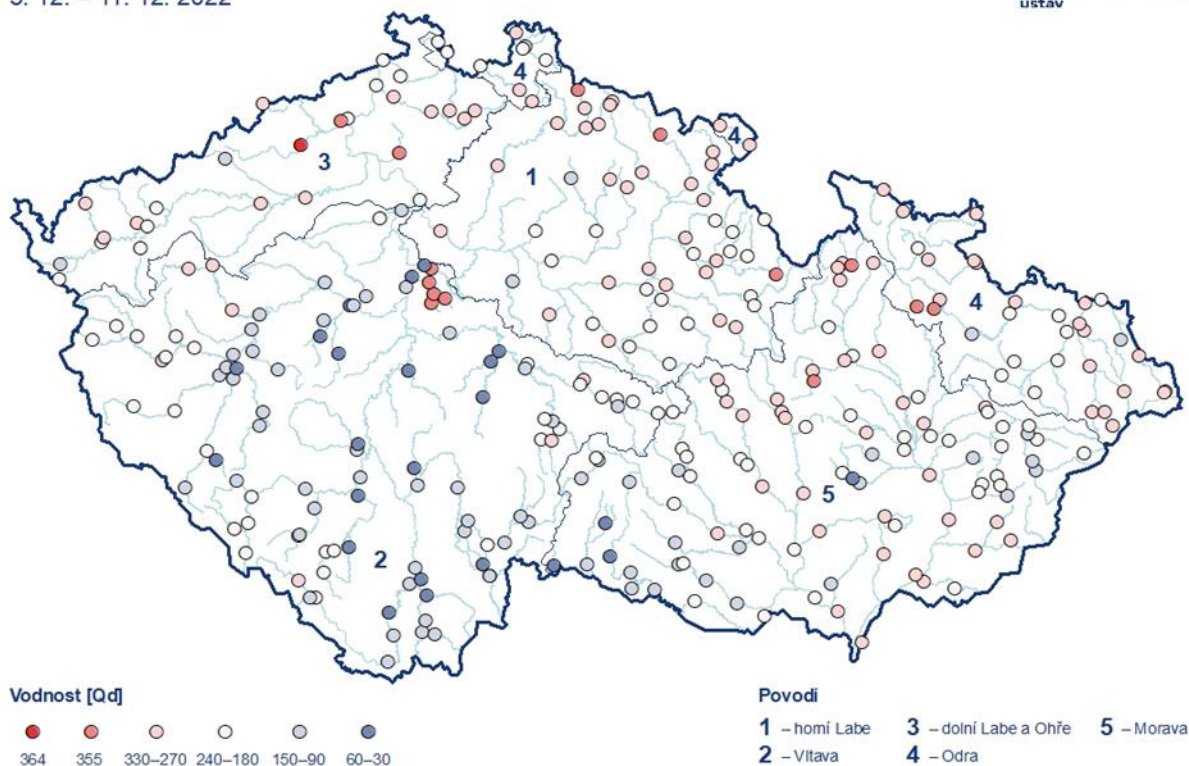 5. 12. – 11. 12. 2022
ústav
4
4
3
1
4
5
2
Vodnost [Qd]
364 355 330–270 240–180 150–90 60–30
Povodí
1 – horní Labe 3 – dolní Labe a Ohře 5 – Morava
2 – Vltava 4 – Odra